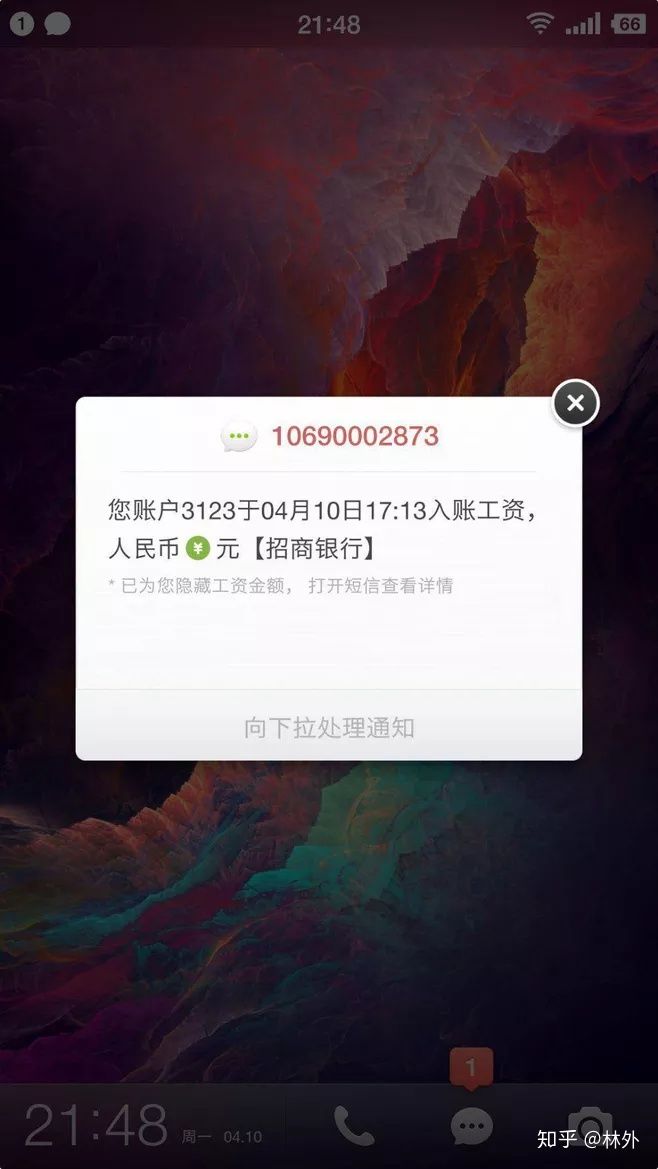 1
21:48
66
10690002873
您账户3123于04月10日17:13入账工资，
人民币¥元【招商银行】
* 已为您隐藏工资金额， 打开短信查看详情
向下拉处理通知
1
21:48 周一 04.10
知乎 @林外